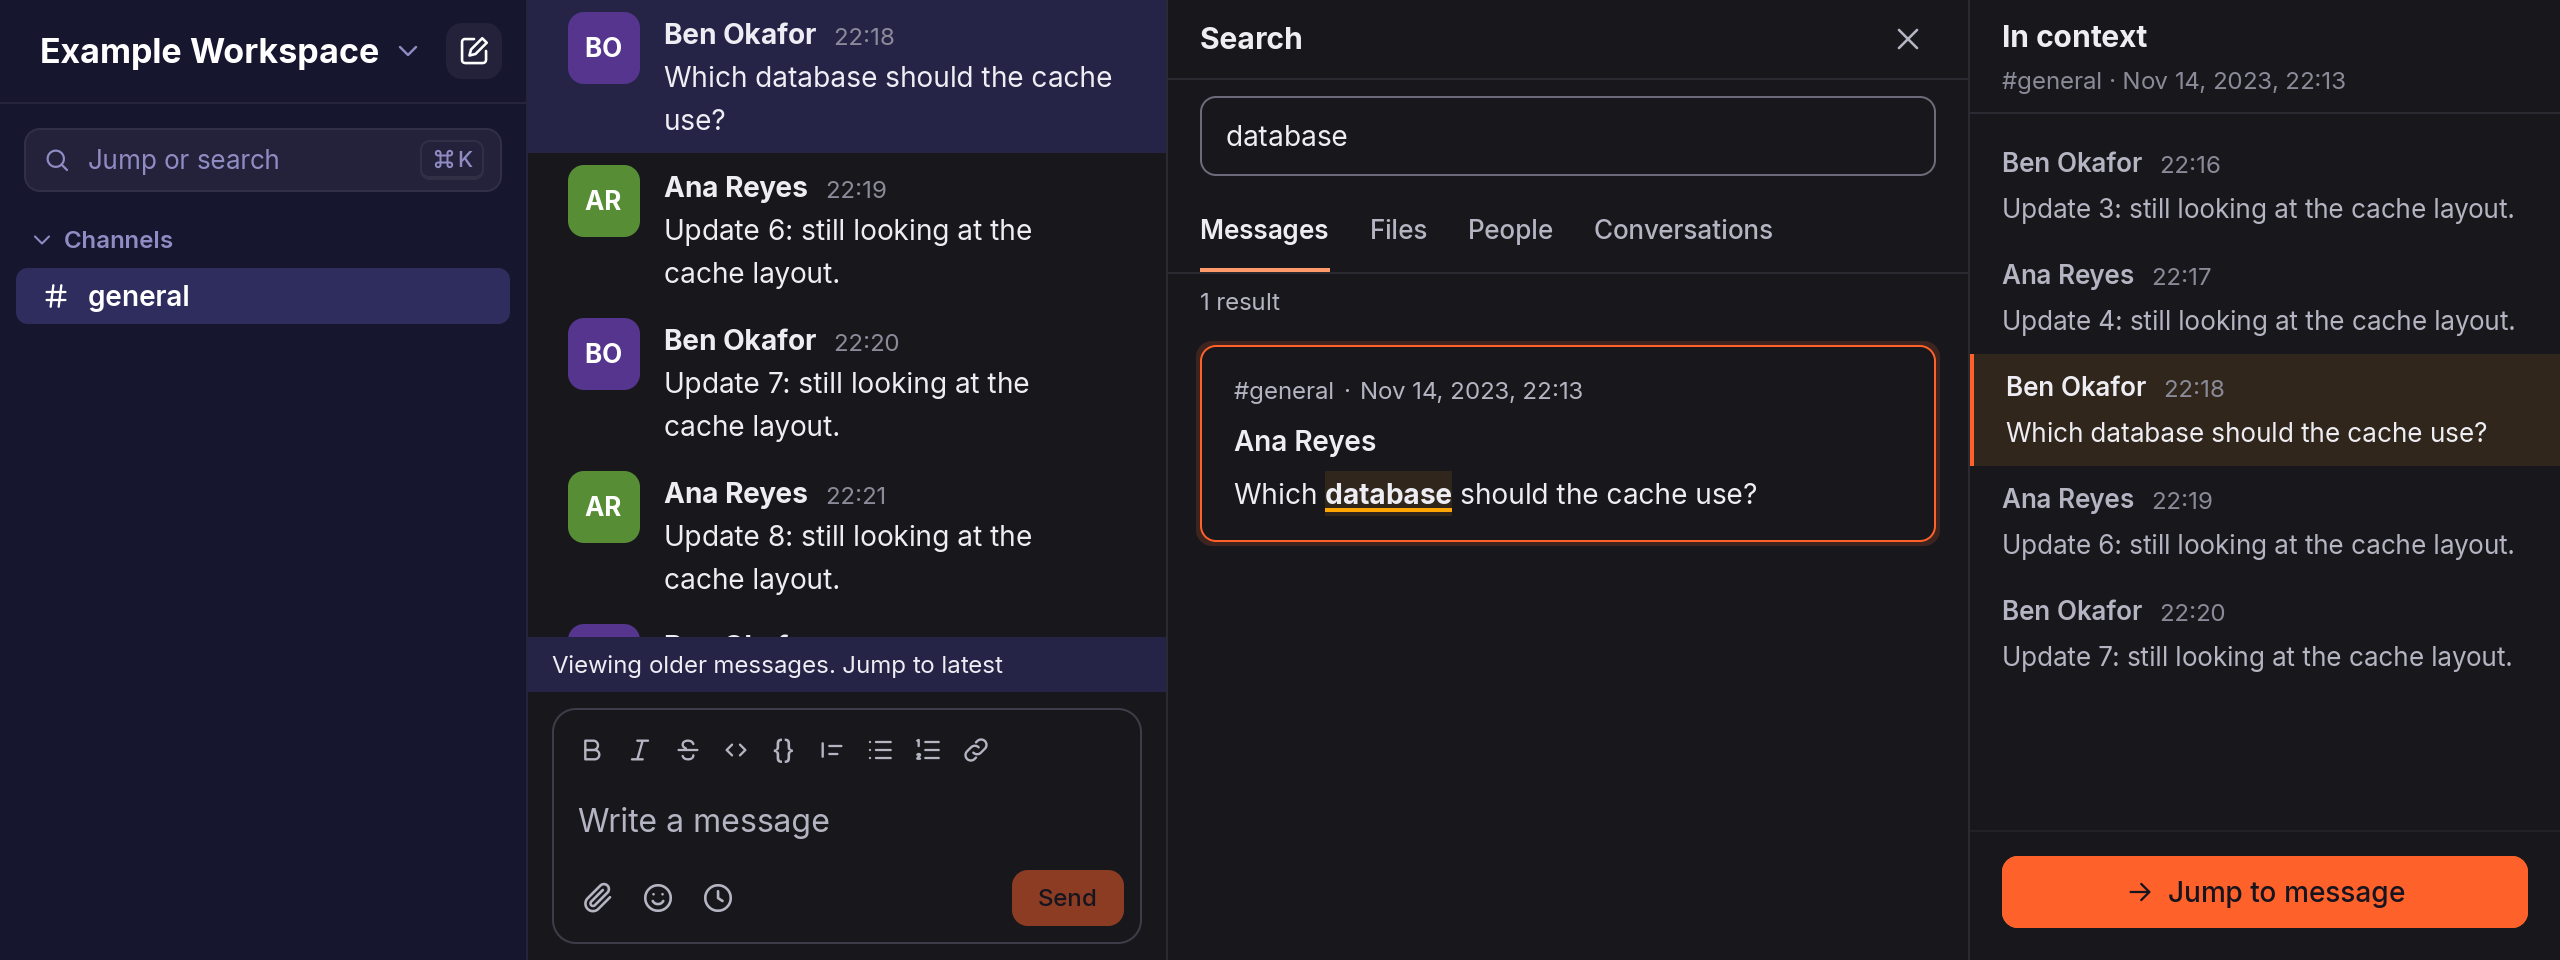 Example Workspace
Jump or search
⌘K
Channels
# general
BO
Ben Okafor 22:18
Which database should the cache
use?
AR
Ana Reyes 22:19
Update 6: still looking at the
cache layout.
BO
Ben Okafor 22:20
Update 7: still looking at the
cache layout.
AR
Ana Reyes 22:21
Update 8: still looking at the
cache layout.
Viewing older messages. Jump to latest
Write a message
Send
Search
database
Messages Files People Conversations
1 result
#general · Nov 14, 2023, 22:13
Ana Reyes
Which database should the cache use?
In context
#general · Nov 14, 2023, 22:13
Ben Okafor 22:16
Update 3: still looking at the cache layout.
Ana Reyes 22:17
Update 4: still looking at the cache layout.
Ben Okafor 22:18
Which database should the cache use?
Ana Reyes 22:19
Update 6: still looking at the cache layout.
Ben Okafor 22:20
Update 7: still looking at the cache layout.
→ Jump to message